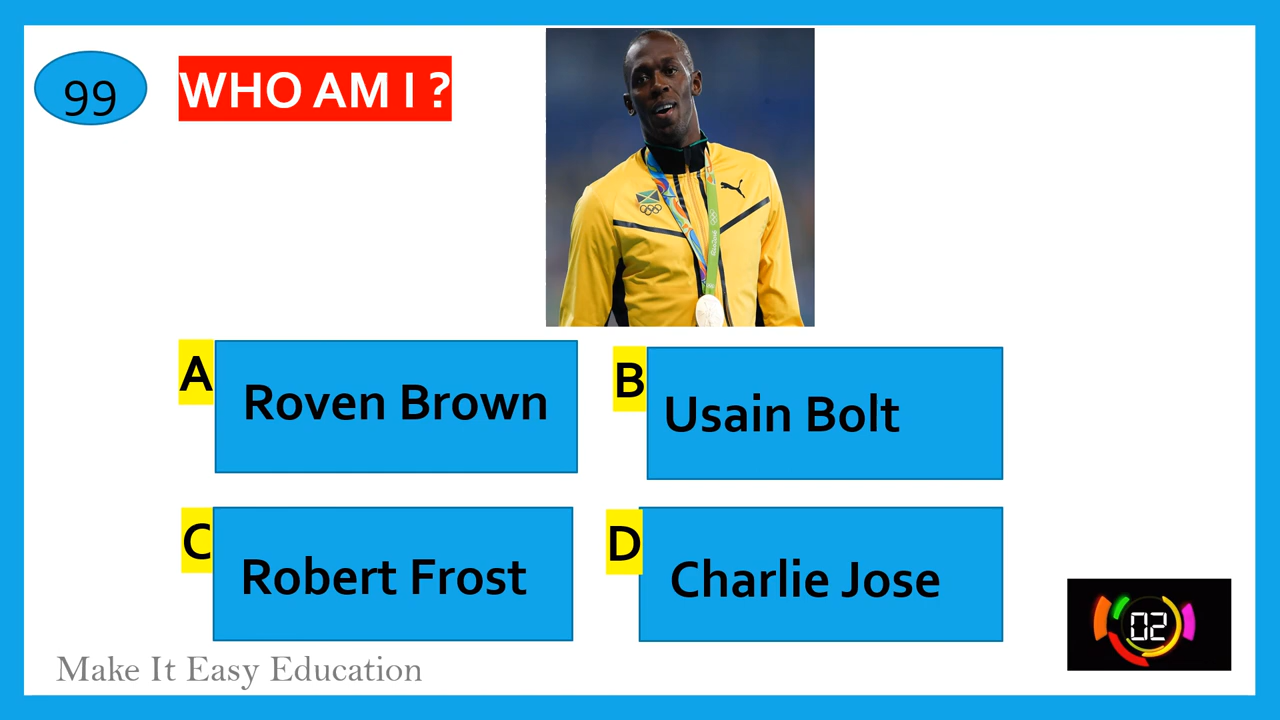 99
WHO AM I ?
A
Roven Brown
B
Usain Bolt
C
Robert Frost
D
Charlie Jose
02
Make It Easy Education